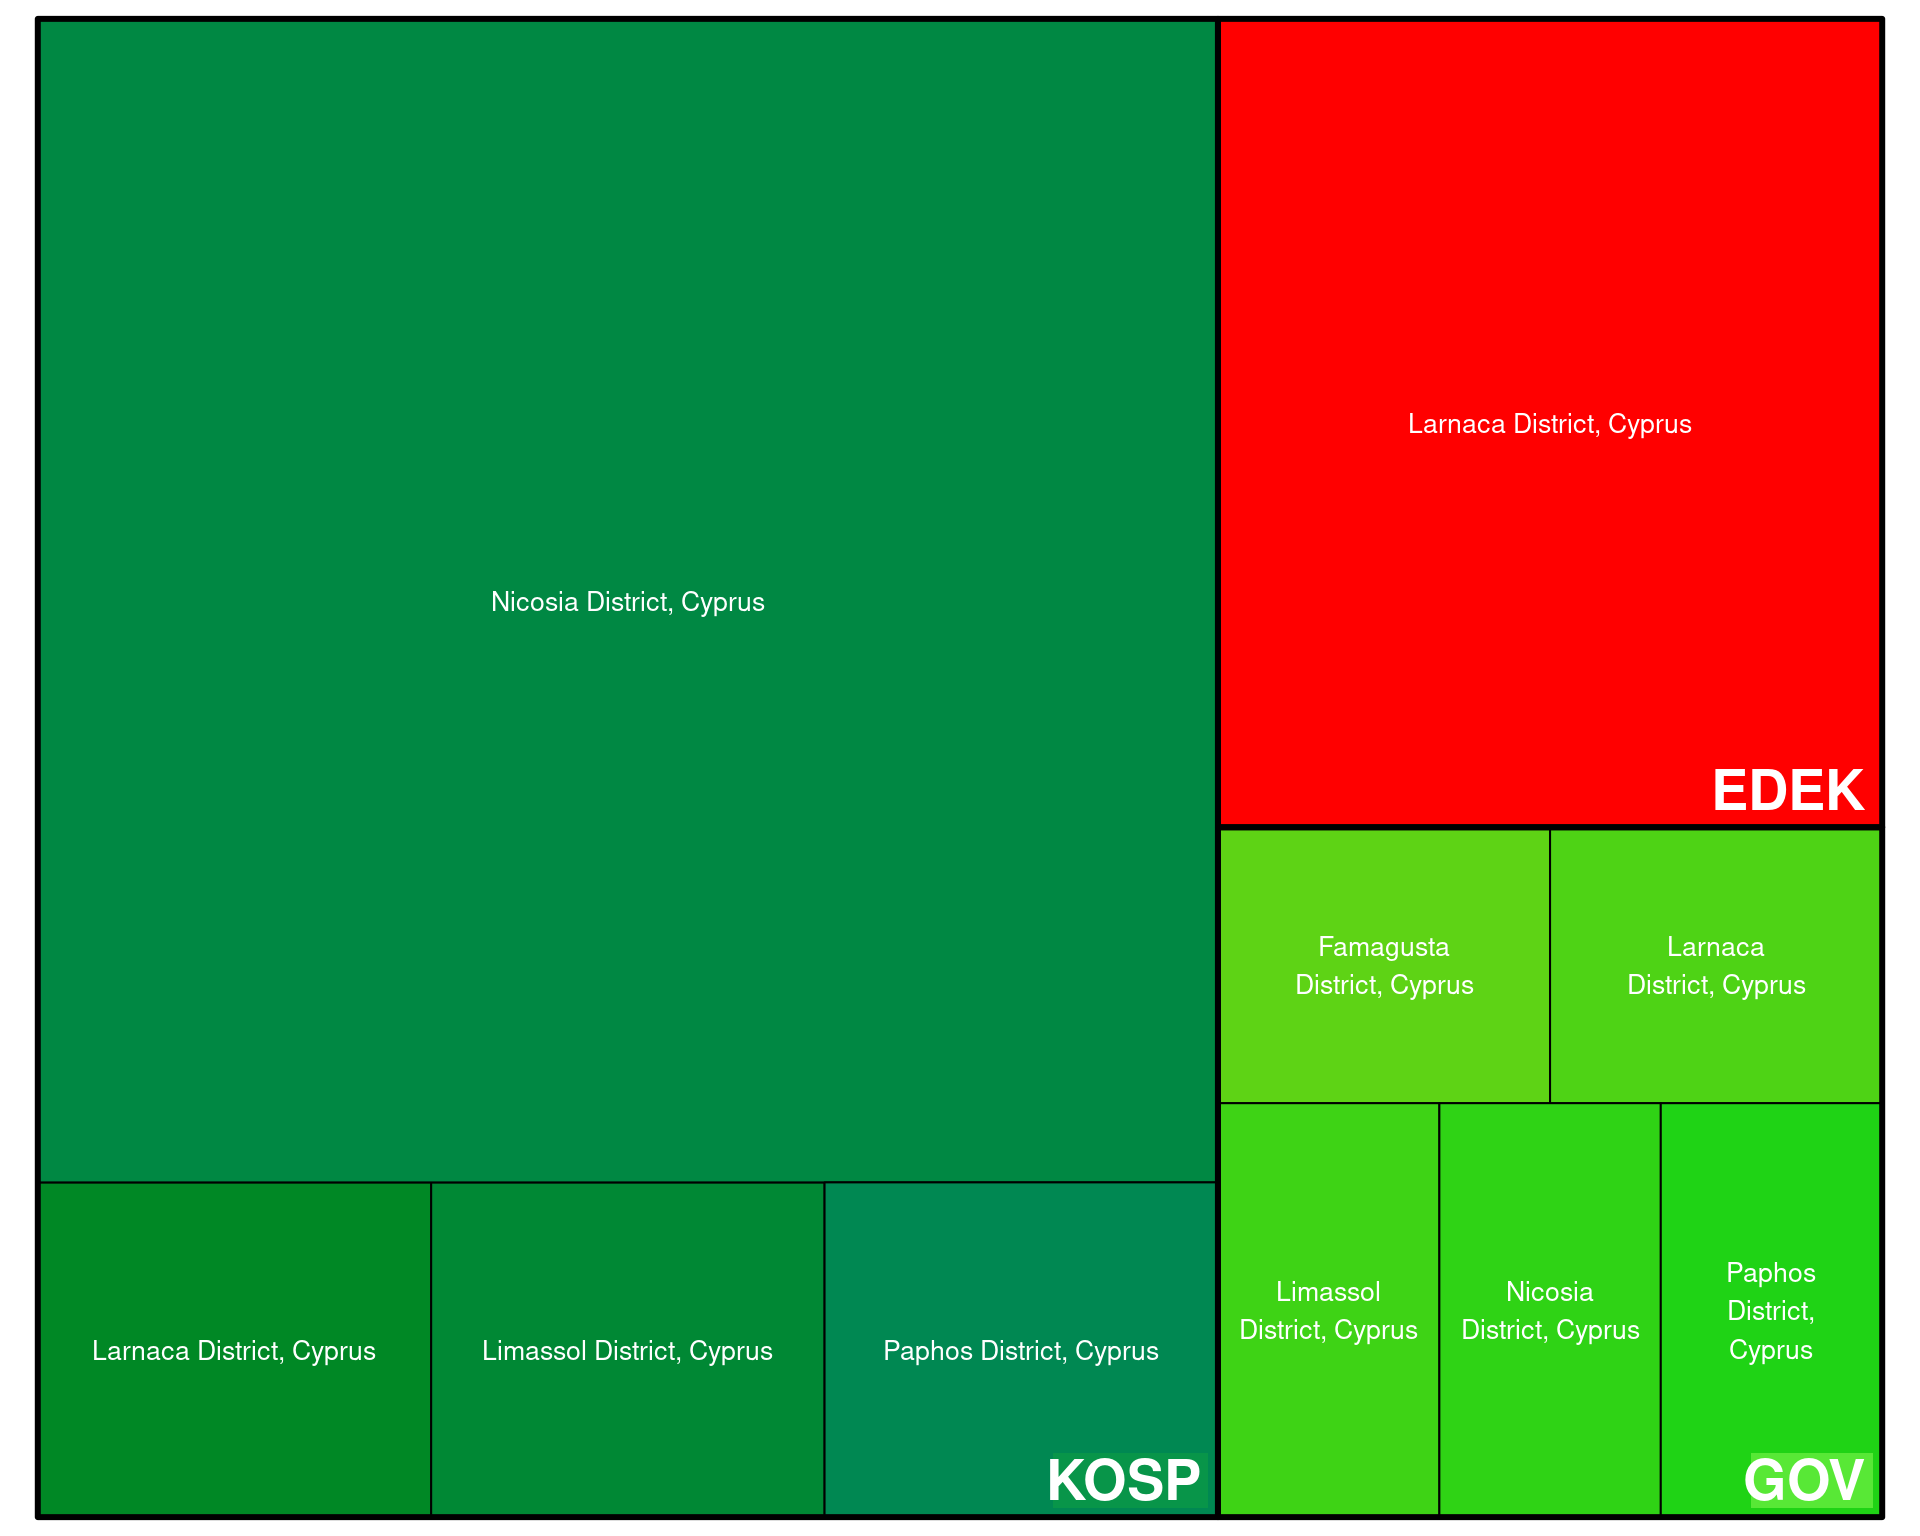 Nicosia District, Cyprus
Larnaca District, Cyprus
Limassol District, Cyprus
Paphos District, Cyprus
KOSP
Larnaca District, Cyprus
EDEK
Famagusta
District, Cyprus
Larnaca
District, Cyprus
Limassol
District, Cyprus
Nicosia
District, Cyprus
Paphos
District,
Cyprus
GOV